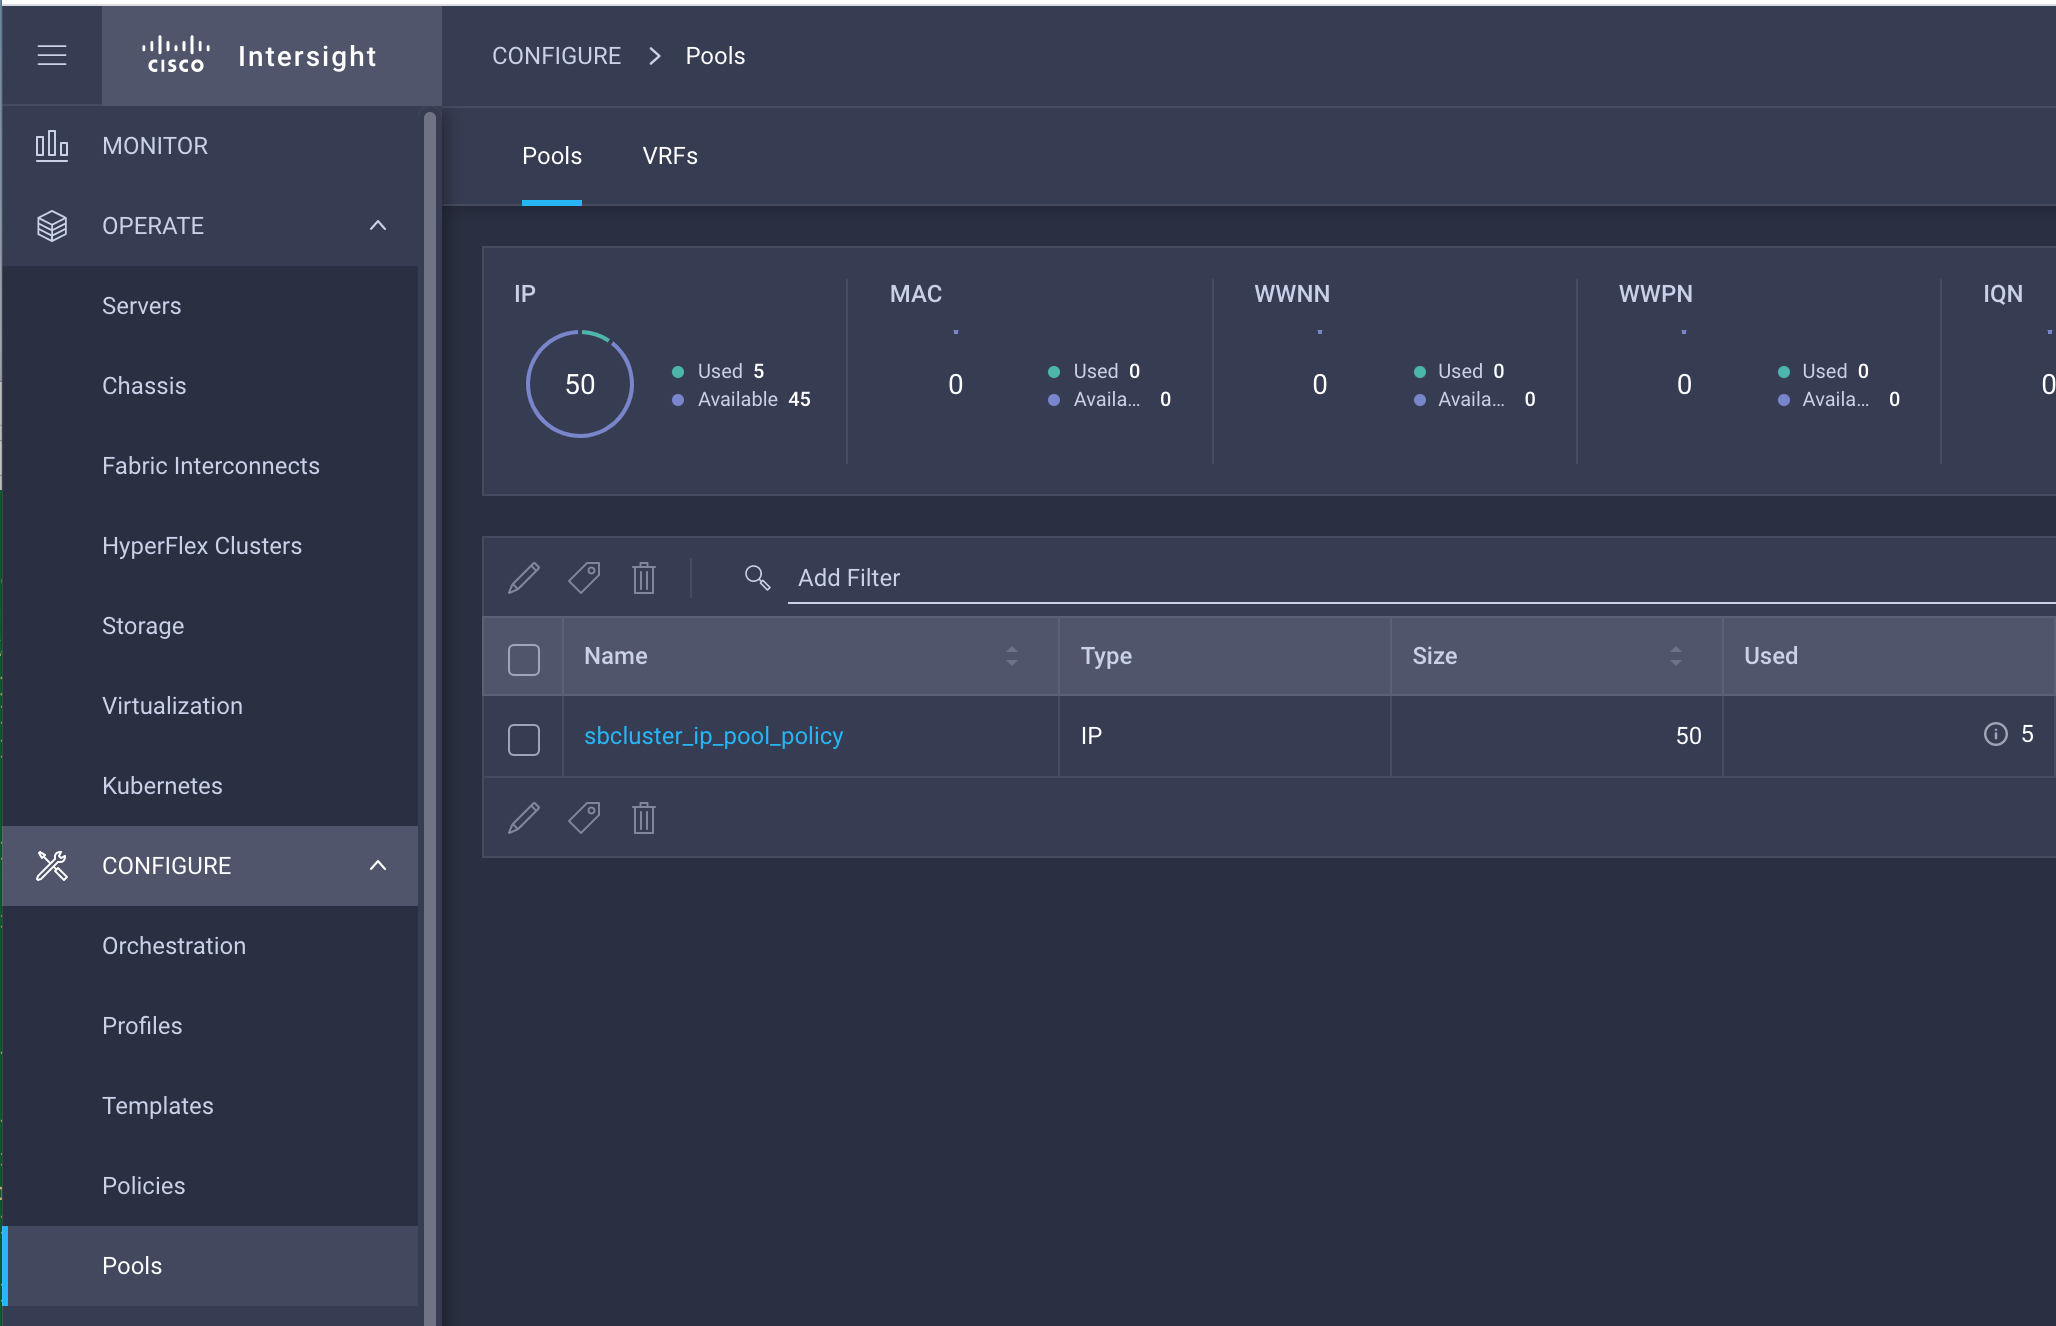 CISCO Intersight
CONFIGURE > Pools
MONITOR
OPERATE
Servers
Chassis
Fabric Interconnects
HyperFlex Clusters
Storage
Virtualization
Kubernetes
CONFIGURE
Orchestration
Profiles
Templates
Policies
Pools
Pools VRFs
IP
50
Used 5
Available 45
MAC
0
Used 0
Availa... 0
WWNN
0
Used 0
Availa... 0
WWPN
0
Used 0
Availa... 0
IQN
0
Add Filter
Name Type Size Used
sbcluster_ip_pool_policy IP 50 5